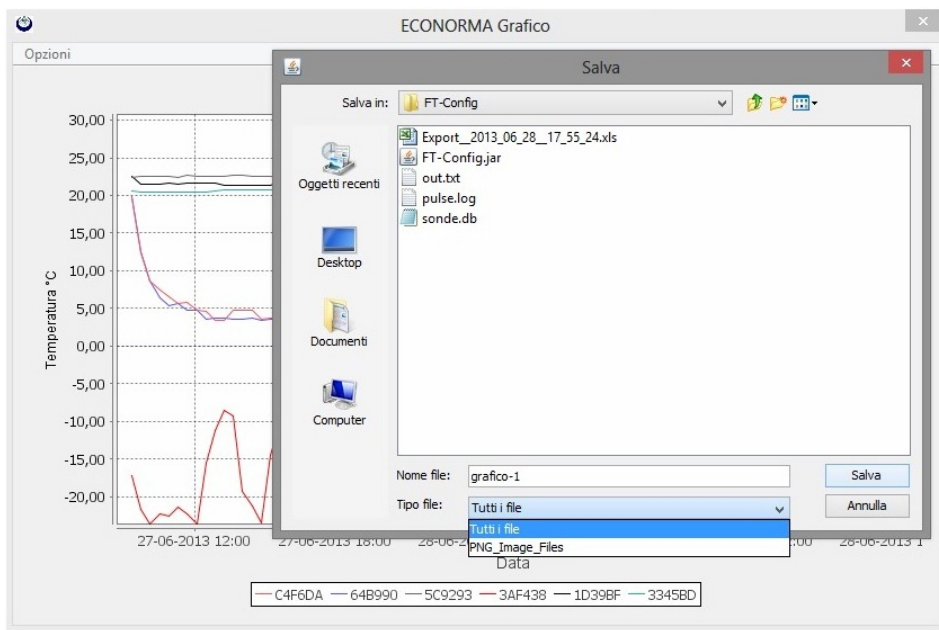 ECONORMA Grafico
Opzioni
Salva
Salva in:
FT-Config
Export__2013_06_28__17_55_24.xls
FT-Config.jar
out.txt
pulse.log
sonde.db
Oggetti recenti
Desktop
Documenti
Computer
Nome file:
grafico-1
Salva
Tipo file:
Tutti i file
Annulla
Tutti i file
PNG_Image_Files
Temperatura °C
30,00
25,00
20,00
15,00
10,00
5,00
0,00
-5,00
-10,00
-15,00
-20,00
27-06-2013 12:00
27-06-2013 18:00
Data
C4F6DA
64B990
5C9293
3AF438
1D39BF
3345BD